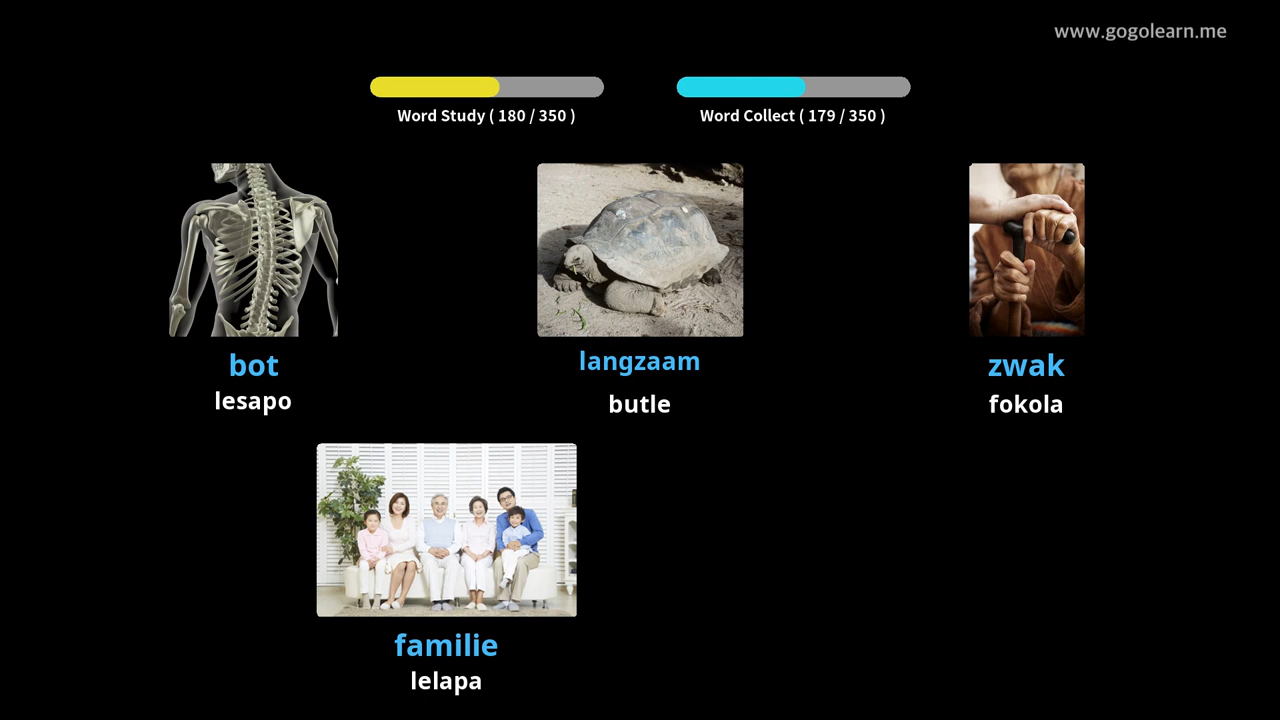 www.gogolearn.me
Word Study ( 180 / 350 )
Word Collect ( 179 / 350 )
bot
lesapo
langzaam
butle
zwak
fokola
familie
lelapa